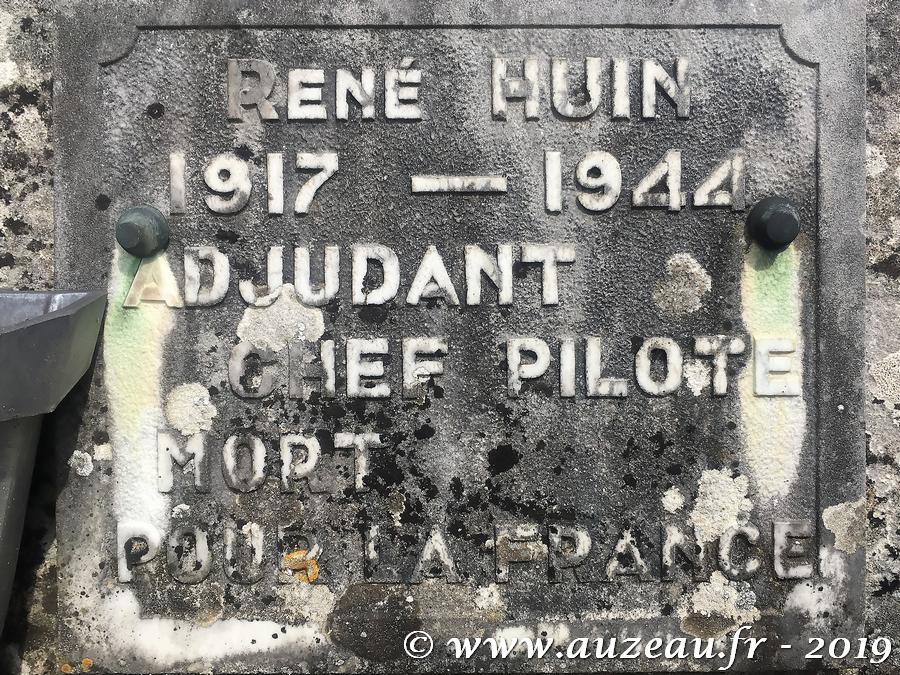 RENÉ HUIN
1917 — 1944
ADJUDANT
CHEF PILOTE
MORT
POUR LA FRANCE
© www.auzeau.fr - 2019